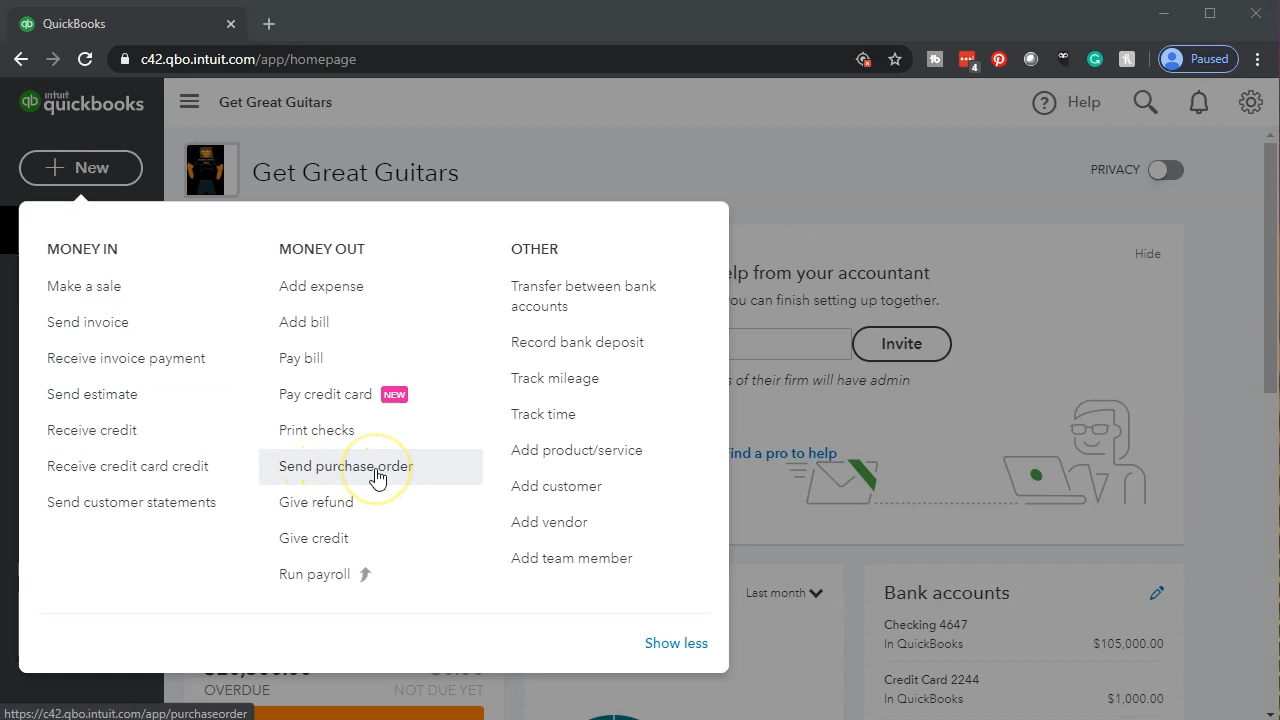 QuickBooks
c42.qbo.intuit.com/app/homepage
4
Paused
intuit
quickbooks
Get Great Guitars
Help
New
Get Great Guitars
PRIVACY
MONEY IN
Make a sale
Send invoice
Receive invoice payment
Send estimate
Receive credit
Receive credit card credit
Send customer statements
MONEY OUT
Add expense
Add bill
Pay bill
Pay credit card NEW
Print checks
Send purchase order
Give refund
Give credit
Run payroll
OTHER
Transfer between bank
accounts
Record bank deposit
Track mileage
Track time
Add product/service
Add customer
Add vendor
Add team member
Show less
Hide
elp from your accountant
you can finish setting up together.
Invite
s of their firm will have admin
Find a pro to help
Last month
Bank accounts
Checking 4647
In QuickBooks $105,000.00
Credit Card 2244
In QuickBooks $1,000.00
OVERDUE
NOT DUE YET
https://c42.qbo.intuit.com/app/purchaseorder